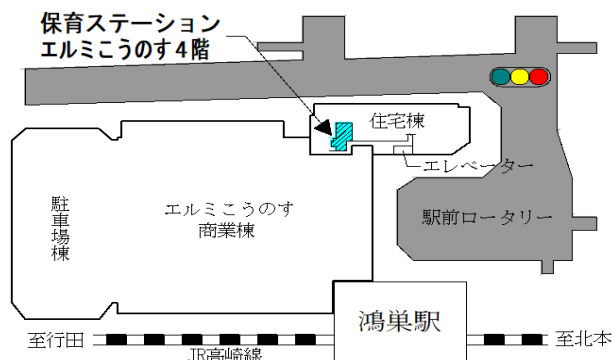 保育ステーション
エルミこうのす４階
住宅棟
エレベーター
駐車場棟
エルミこうのす
商業棟
駅前ロータリー
鴻巣駅
至行田
JR高崎線
至北本